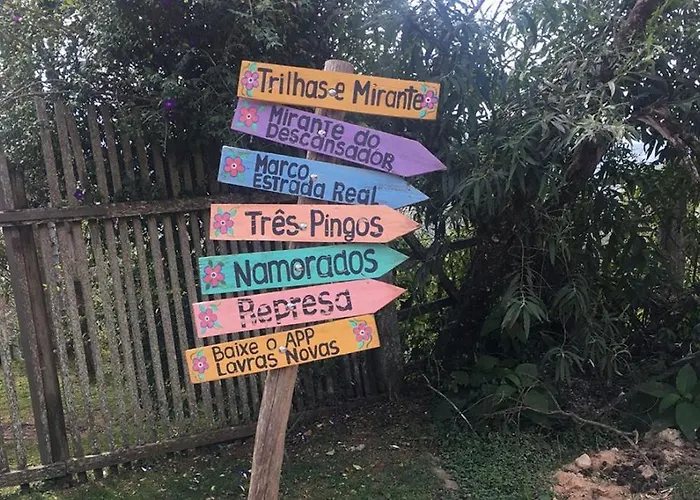 Trilhas e Mirante
Mirante do
Descansador
Marco
Estrada Real
Três Pingos
Namorados
Represa
Baixe o APP
Lavras Novas